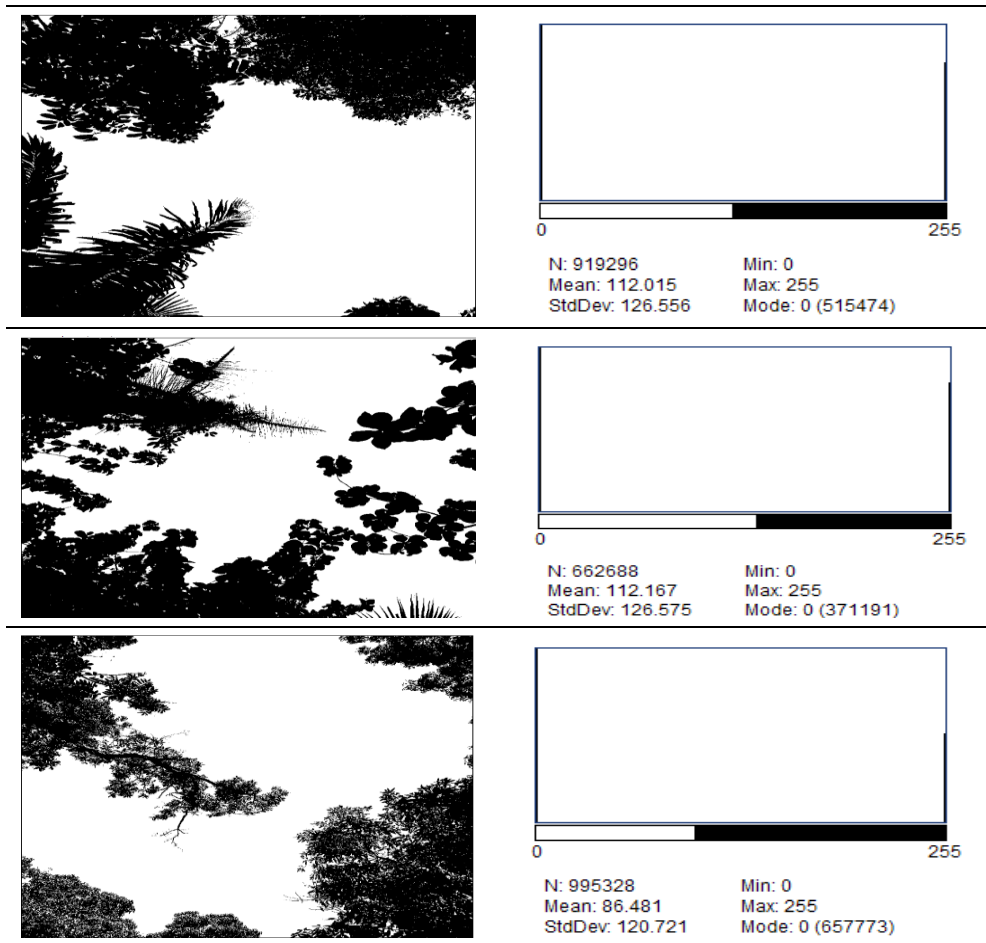 0 255
N: 919296 Min: 0
Mean: 112.015 Max: 255
StdDev: 126.556 Mode: 0 (515474)
0 255
N: 662688 Min: 0
Mean: 112.167 Max: 255
StdDev: 126.575 Mode: 0 (371191)
0 255
N: 995328 Min: 0
Mean: 86.481 Max: 255
StdDev: 120.721 Mode: 0 (657773)